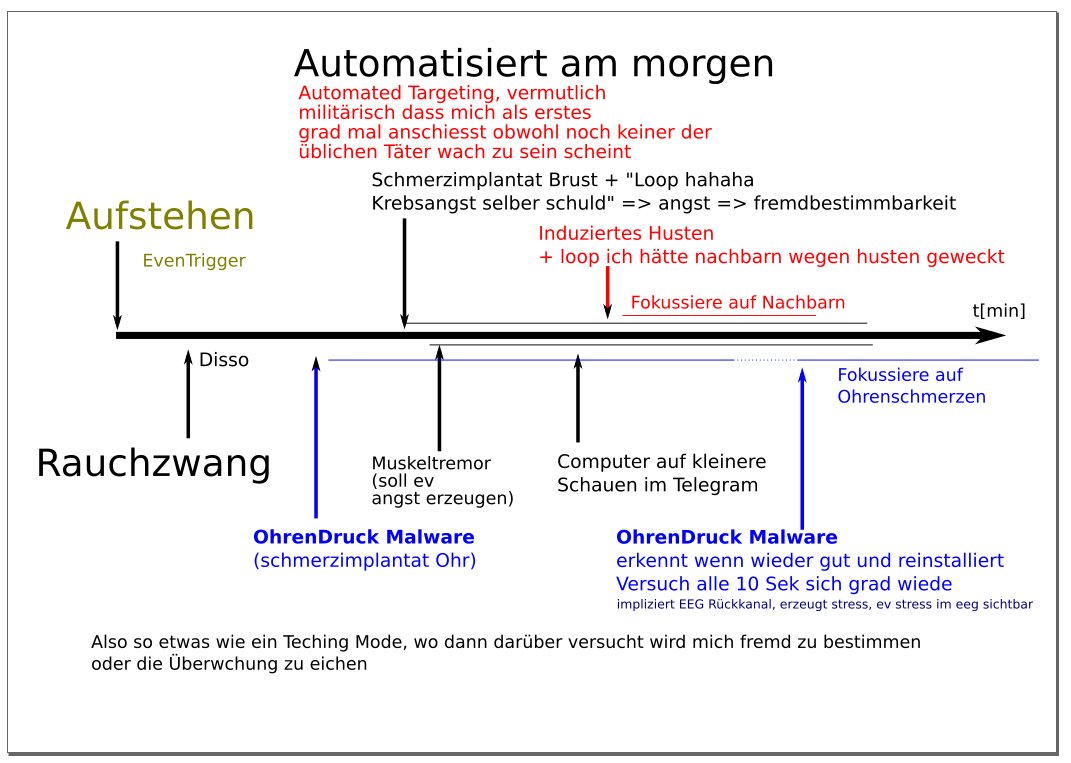 Automatisiert am morgen
Automated Targeting, vermutlich
militärisch dass mich als erstes
grad mal anschiesst obwohl noch keiner der
üblichen Täter wach zu sein scheint
Schmerzimplantat Brust + "Loop hahaha
Krebsangst selber schuld" => angst => fremdbestimmbarkeit
Aufstehen
EvenTrigger
Induziertes Husten
+ loop ich hätte nachbarn wegen husten geweckt
Fokussiere auf Nachbarn
t[min]
Disso
Fokussiere auf
Ohrenschmerzen
Rauchzwang
Muskeltremor
(soll ev
angst erzeugen)
Computer auf kleinere
Schauen im Telegram
OhrenDruck Malware
(schmerzimplantat Ohr)
OhrenDruck Malware
erkennt wenn wieder gut und reinstalliert
Versuch alle 10 Sek sich grad wiede
impliziert EEG Rückkanal, erzeugt stress, ev stress im eeg sichtbar
Also so etwas wie ein Teching Mode, wo dann darüber versucht wird mich fremd zu bestimmen
oder die Überwchung zu eichen